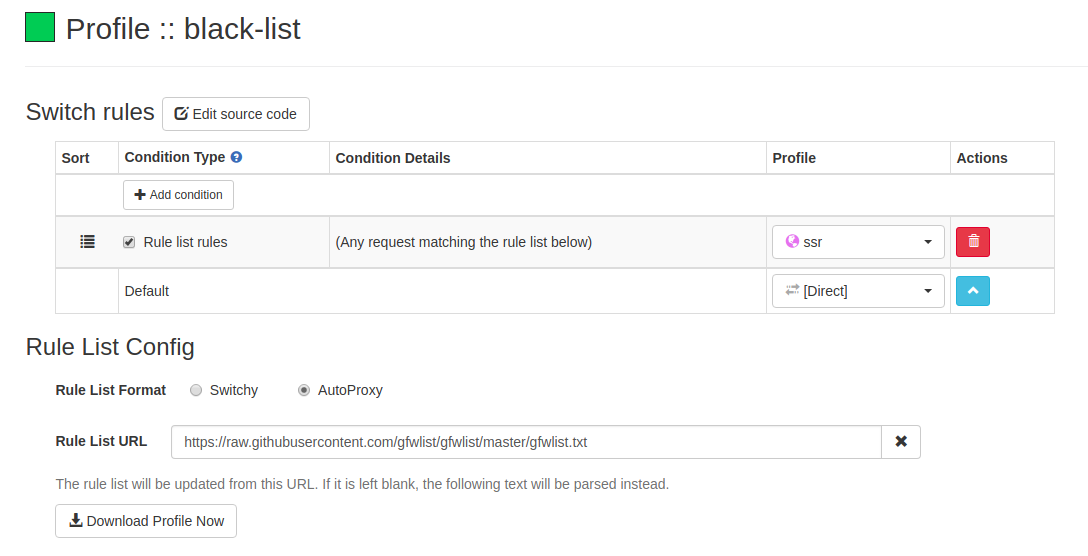 Profile :: black-list
Switch rules Edit source code
Sort Condition Type ? Condition Details Profile Actions
Add condition
Rule list rules (Any request matching the rule list below) ssr
Default [Direct]
Rule List Config
Rule List Format Switchy AutoProxy
Rule List URL https://raw.githubusercontent.com/gfwlist/gfwlist/master/gfwlist.txt
The rule list will be updated from this URL. If it is left blank, the following text will be parsed instead.
Download Profile Now